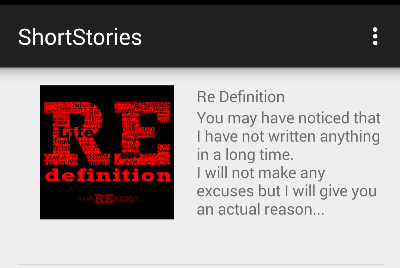 ShortStories
RE
Life
definition
Re Definition
You may have noticed that
I have not written anything
in a long time.
I will not make any
excuses but I will give you
an actual reason...